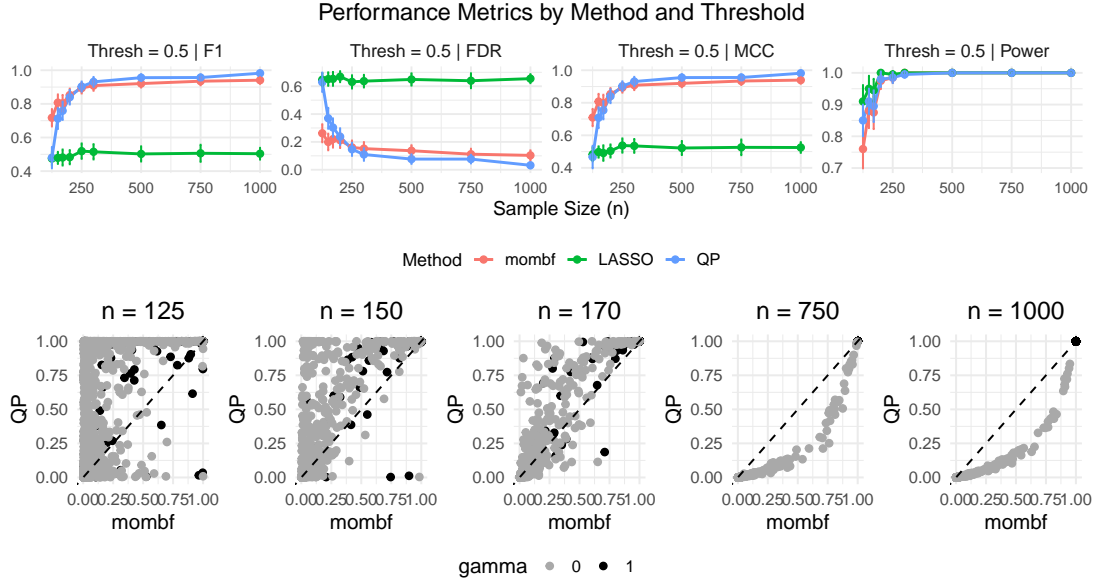 Performance Metrics by Method and Threshold
Thresh = 0.5 | F1
Thresh = 0.5 | FDR
Thresh = 0.5 | MCC
Thresh = 0.5 | Power
1.0
0.8
0.6
0.4
250 500 750 1000
0.6
0.4
0.2
0.0
250 500 750 1000
1.0
0.8
0.6
0.4
250 500 750 1000
1.0
0.9
0.8
0.7
250 500 750 1000
Sample Size (n)
Method mombf LASSO QP
n = 125
n = 150
n = 170
n = 750
n = 1000
QP
1.00
0.75
0.50
0.25
0.00
0.00 0.25 0.50 0.75 1.00
mombf
QP
1.00
0.75
0.50
0.25
0.00
0.00 0.25 0.50 0.75 1.00
mombf
QP
1.00
0.75
0.50
0.25
0.00
0.00 0.25 0.50 0.75 1.00
mombf
QP
1.00
0.75
0.50
0.25
0.00
0.00 0.25 0.50 0.75 1.00
mombf
QP
1.00
0.75
0.50
0.25
0.00
0.00 0.25 0.50 0.75 1.00
mombf
gamma 0 1